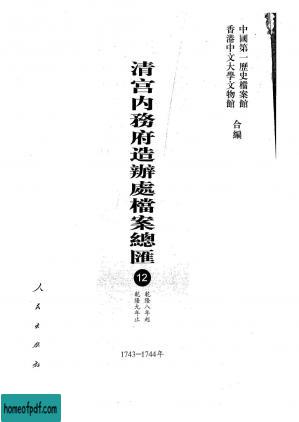 中國第一歷史檔案館
香港中文大學文物館
合編
清宮內務府造辦處檔案總匯
12
乾隆八年起
乾隆九年止
1743—1744年
人民出版社
homeofpdf.com